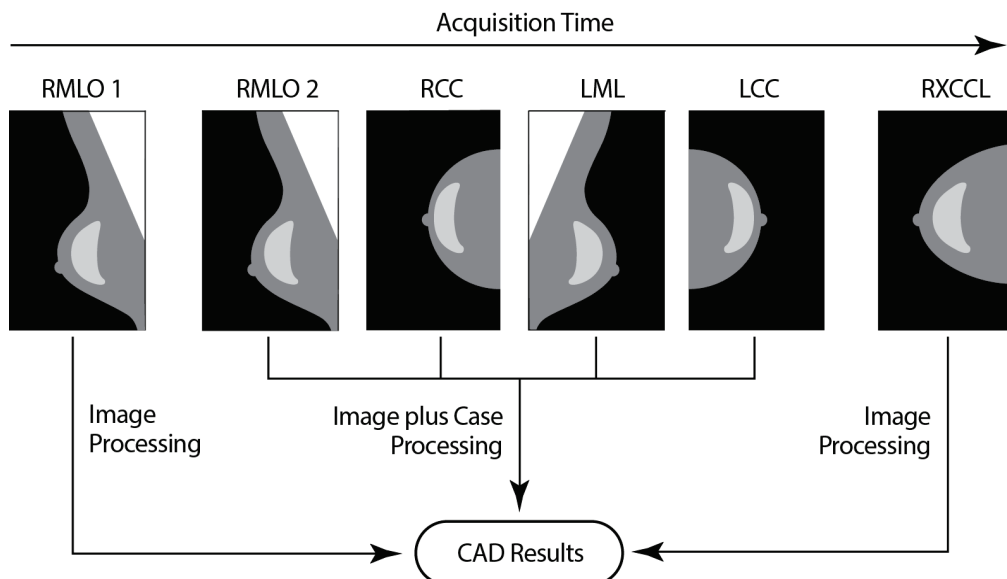 Acquisition Time
RMLO 1
RMLO 2
RCC
LML
LCC
RXCCL
Image
Processing
Image plus Case
Processing
Image
Processing
CAD Results